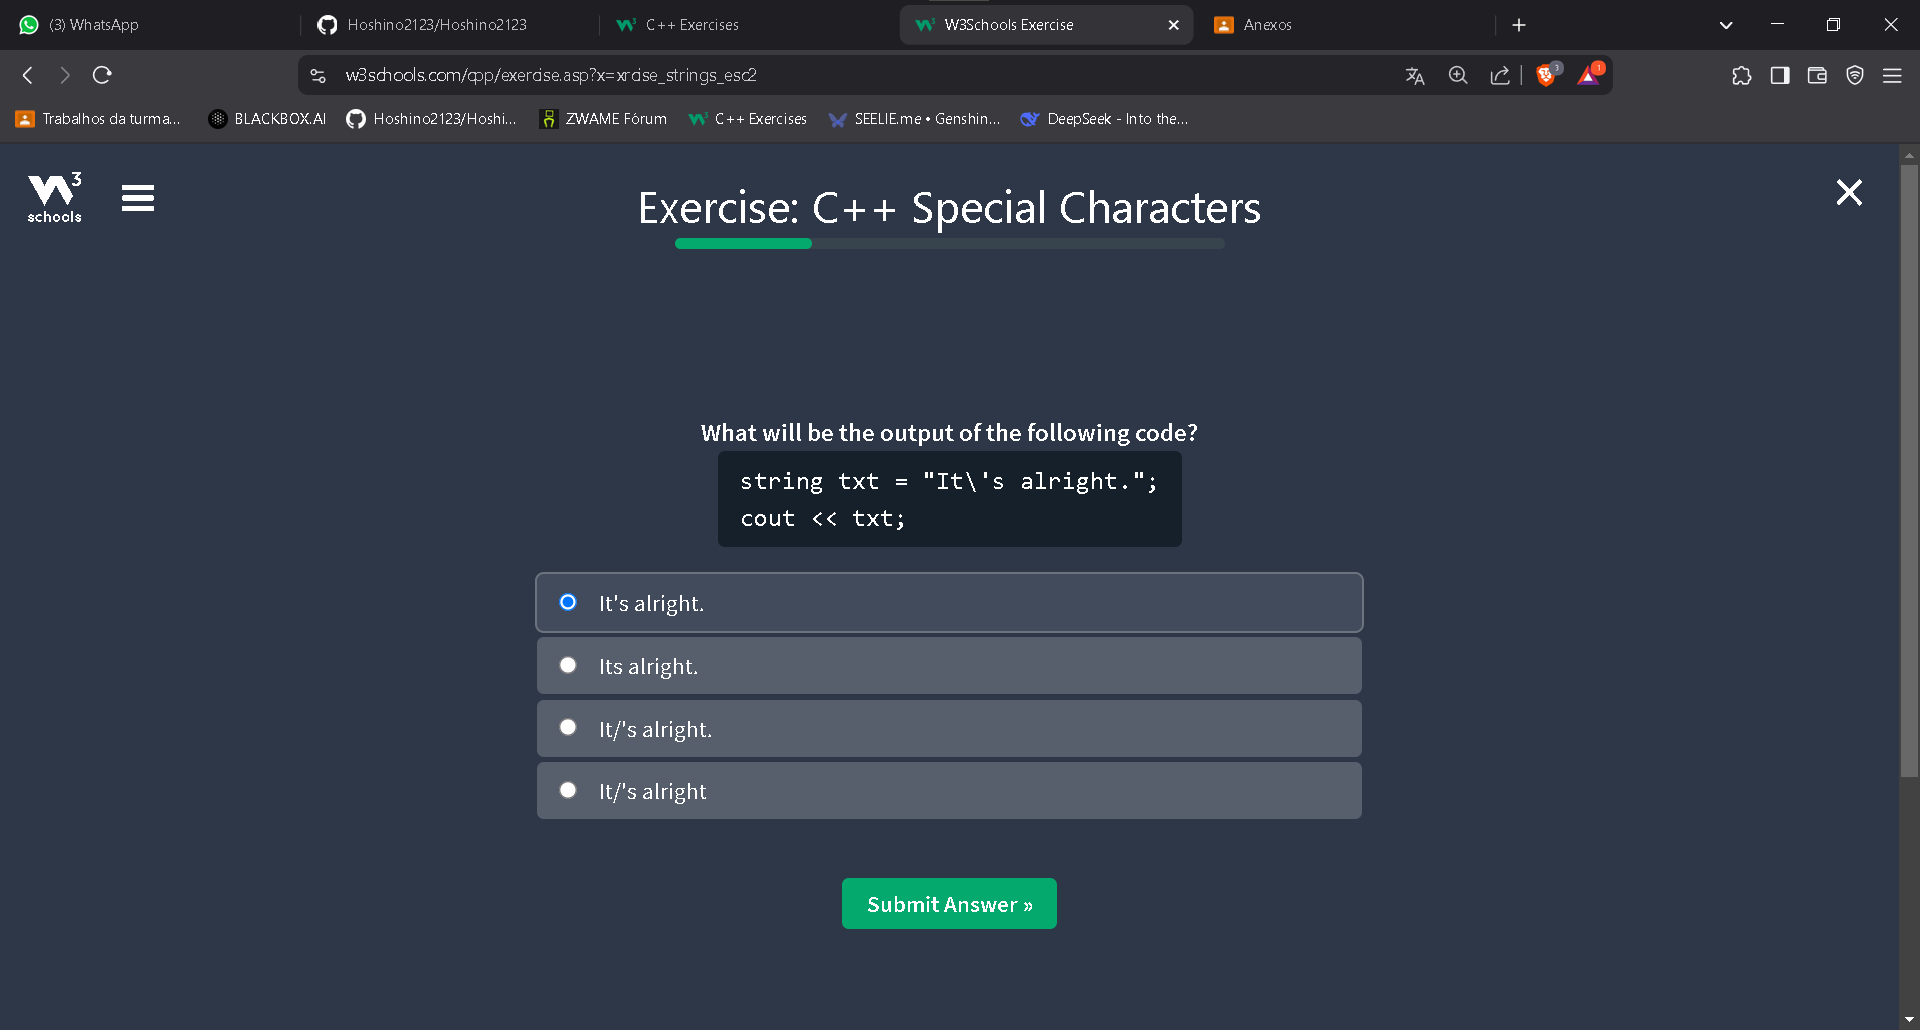 (3) WhatsApp
Hoshino2123/Hoshino2123
C++ Exercises
W3Schools Exercise
Anexos
w3schools.com/cpp/exercise.asp?x=xrcise_strings_esc2
3
1
Trabalhos da turma...
BLACKBOX.AI
Hoshino2123/Hoshi...
ZWAME Fórum
C++ Exercises
SEELIE.me • Genshin...
DeepSeek - Into the...
W3
schools
Exercise: C++ Special Characters
What will be the output of the following code?
string txt = "It\'s alright.";
cout << txt;
It's alright.
Its alright.
It/'s alright.
It/'s alright
Submit Answer »